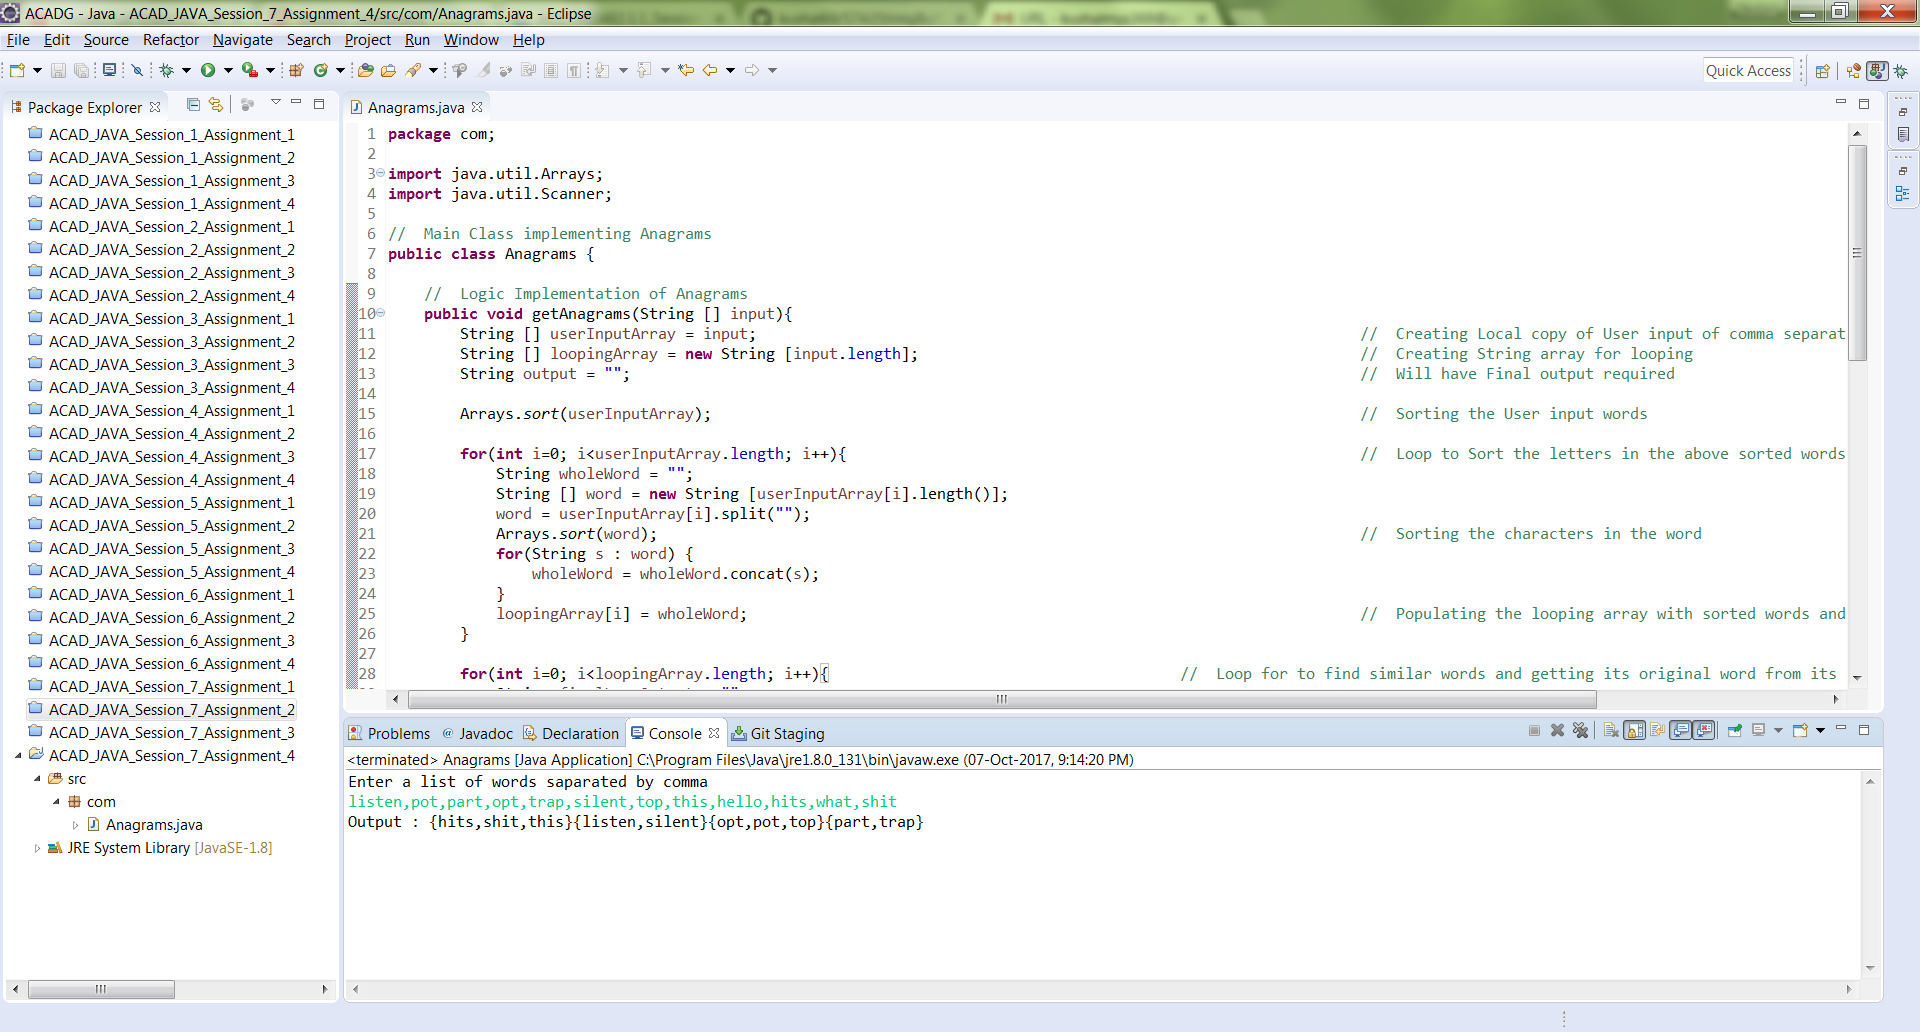 ACADG - Java - ACAD_JAVA_Session_7_Assignment_4/src/com/Anagrams.java - Eclipse
File Edit Source Refactor Navigate Search Project Run Window Help
Quick Access
Package Explorer
ACAD_JAVA_Session_1_Assignment_1
ACAD_JAVA_Session_1_Assignment_2
ACAD_JAVA_Session_1_Assignment_3
ACAD_JAVA_Session_1_Assignment_4
ACAD_JAVA_Session_2_Assignment_1
ACAD_JAVA_Session_2_Assignment_2
ACAD_JAVA_Session_2_Assignment_3
ACAD_JAVA_Session_2_Assignment_4
ACAD_JAVA_Session_3_Assignment_1
ACAD_JAVA_Session_3_Assignment_2
ACAD_JAVA_Session_3_Assignment_3
ACAD_JAVA_Session_3_Assignment_4
ACAD_JAVA_Session_4_Assignment_1
ACAD_JAVA_Session_4_Assignment_2
ACAD_JAVA_Session_4_Assignment_3
ACAD_JAVA_Session_4_Assignment_4
ACAD_JAVA_Session_5_Assignment_1
ACAD_JAVA_Session_5_Assignment_2
ACAD_JAVA_Session_5_Assignment_3
ACAD_JAVA_Session_5_Assignment_4
ACAD_JAVA_Session_6_Assignment_1
ACAD_JAVA_Session_6_Assignment_2
ACAD_JAVA_Session_6_Assignment_3
ACAD_JAVA_Session_6_Assignment_4
ACAD_JAVA_Session_7_Assignment_1
ACAD_JAVA_Session_7_Assignment_2
ACAD_JAVA_Session_7_Assignment_3
ACAD_JAVA_Session_7_Assignment_4
src
com
Anagrams.java
JRE System Library [JavaSE-1.8]
Anagrams.java
1 package com;
2
3 import java.util.Arrays;
4 import java.util.Scanner;
5
6 //  Main Class implementing Anagrams
7 public class Anagrams {
8
9     //  Logic Implementation of Anagrams
10     public void getAnagrams(String [] input){
11         String [] userInputArray = input; //  Creating Local copy of User input of comma separat
12         String [] loopingArray = new String [input.length]; //  Creating String array for looping
13         String output = ""; //  Will have Final output required
14
15         Arrays.sort(userInputArray); //  Sorting the User input words
16
17         for(int i=0; i<userInputArray.length; i++){ //  Loop to Sort the letters in the above sorted words
18             String wholeWord = "";
19             String [] word = new String [userInputArray[i].length()];
20             word = userInputArray[i].split("");
21             Arrays.sort(word); //  Sorting the characters in the word
22             for(String s : word) {
23                 wholeWord = wholeWord.concat(s);
24             }
25             loopingArray[i] = wholeWord; //  Populating the looping array with sorted words and
26         }
27
28         for(int i=0; i<loopingArray.length; i++){ //  Loop for to find similar words and getting its original word from its
Problems @ Javadoc Declaration Console Git Staging
<terminated> Anagrams [Java Application] C:\Program Files\Java\jre1.8.0_131\bin\javaw.exe (07-Oct-2017, 9:14:20 PM)
Enter a list of words saparated by comma
listen,pot,part,opt,trap,silent,top,this,hello,hits,what,shit
Output : {hits,shit,this}{listen,silent}{opt,pot,top}{part,trap}